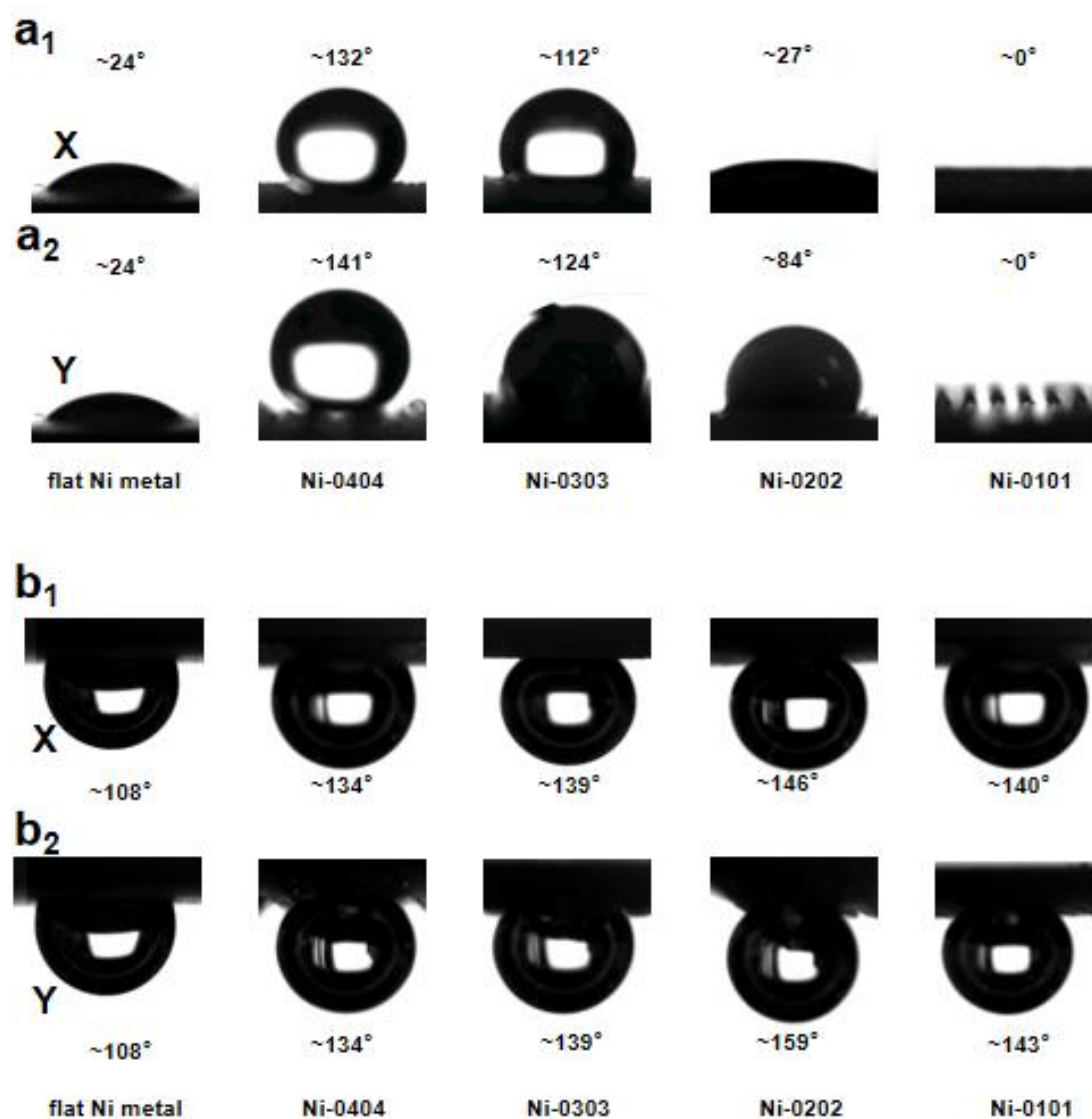 a1
~24° ~132° ~112° ~27° ~0°
X
a2
~24° ~141° ~124° ~84° ~0°
Y
flat Ni metal Ni-0404 Ni-0303 Ni-0202 Ni-0101
b1
X
~108° ~134° ~139° ~146° ~140°
b2
Y
~108° ~134° ~139° ~159° ~143°
flat Ni metal Ni-0404 Ni-0303 Ni-0202 Ni-0101